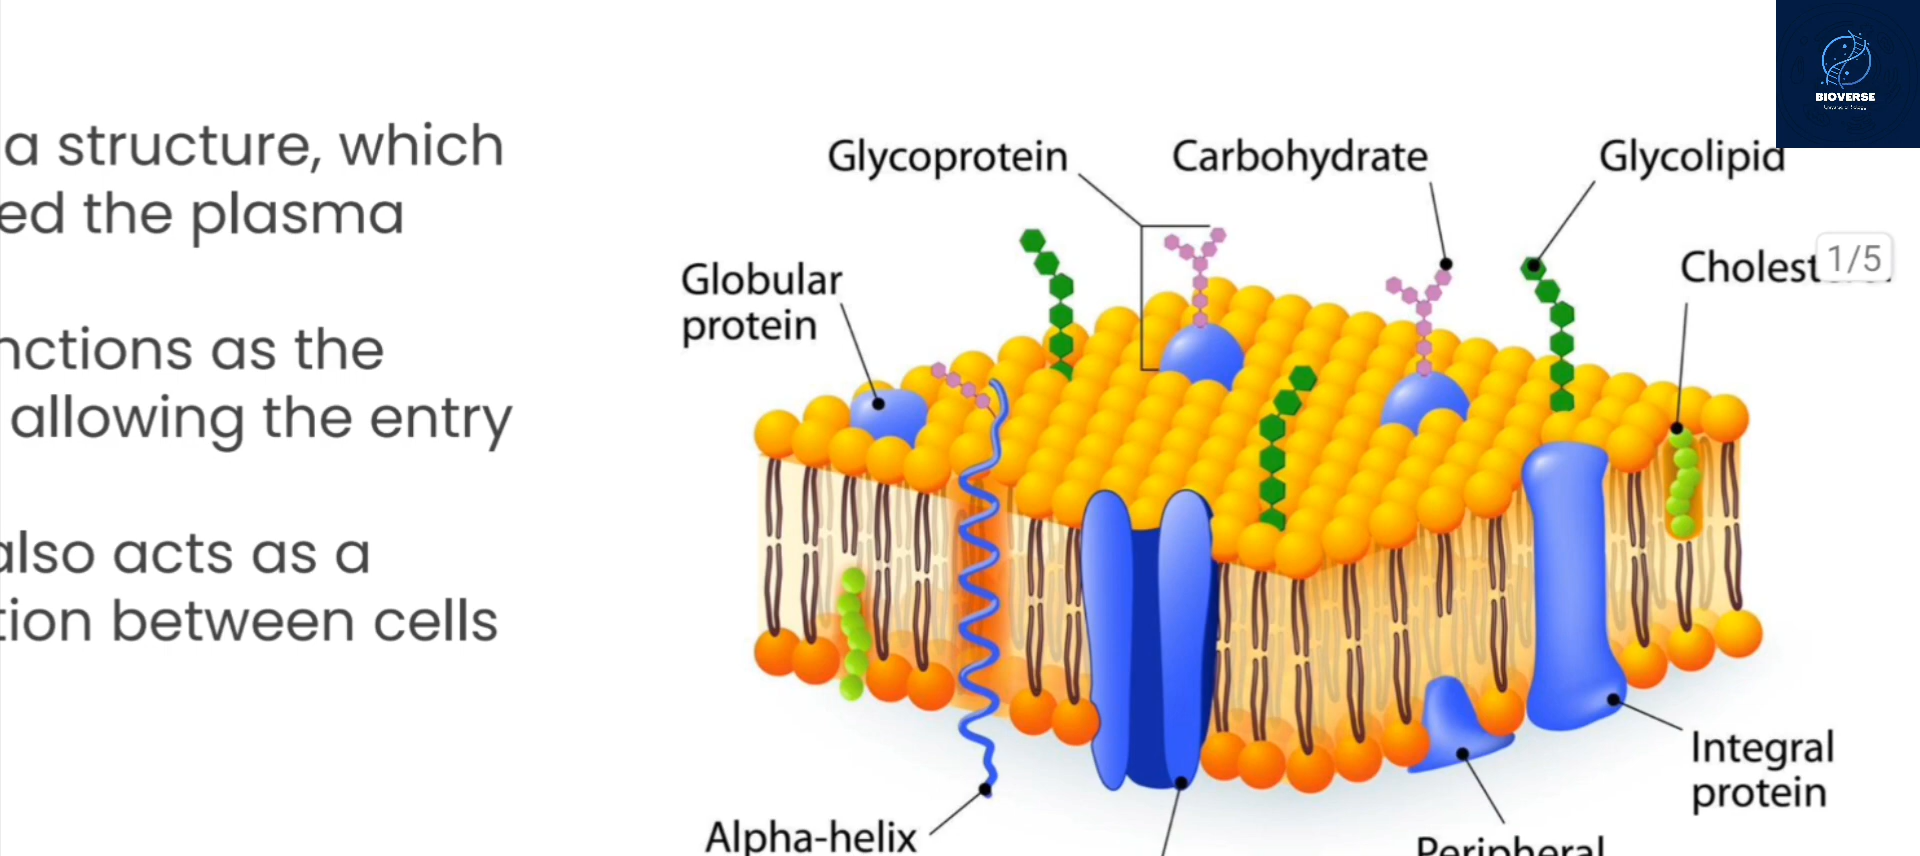 a structure, which
ed the plasma
nctions as the
allowing the entry
also acts as a
tion between cells
Glycoprotein
Carbohydrate
Glycolipid
Globular
protein
Cholest
1/5
Integral
protein
Alpha-helix
Peripheral
BIOVERSE